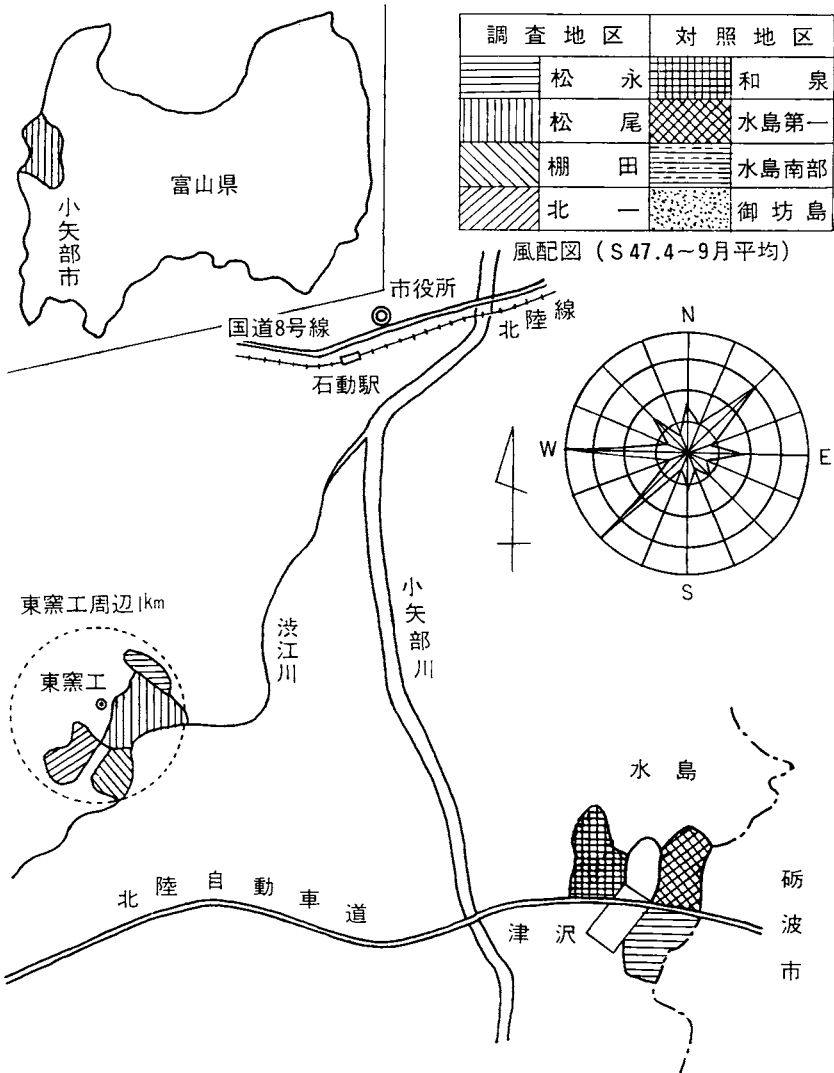 調査地区 対照地区
松永 和泉
松尾 水島第一
棚田 水島南部
北一 御坊島
富山県
小矢部市
風配図（S47.4～9月平均）
市役所
国道8号線
北陸線
石動駅
N
W
E
S
小矢部川
渋江川
東窯工周辺1km
東窯工
水島
砺波市
北陸自動車道
津沢